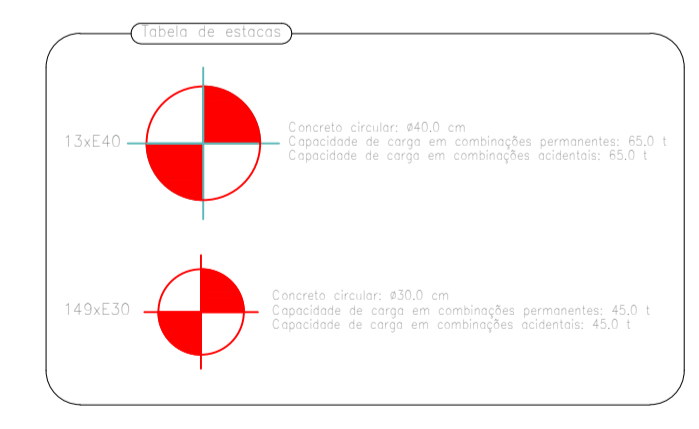 Tabela de estacas
13xE40
Concreto circular: ø40.0 cm
Capacidade de carga em combinações permanentes: 65.0 t
Capacidade de carga em combinações acidentais: 65.0 t
149xE30
Concreto circular: ø30.0 cm
Capacidade de carga em combinações permanentes: 45.0 t
Capacidade de carga em combinações acidentais: 45.0 t